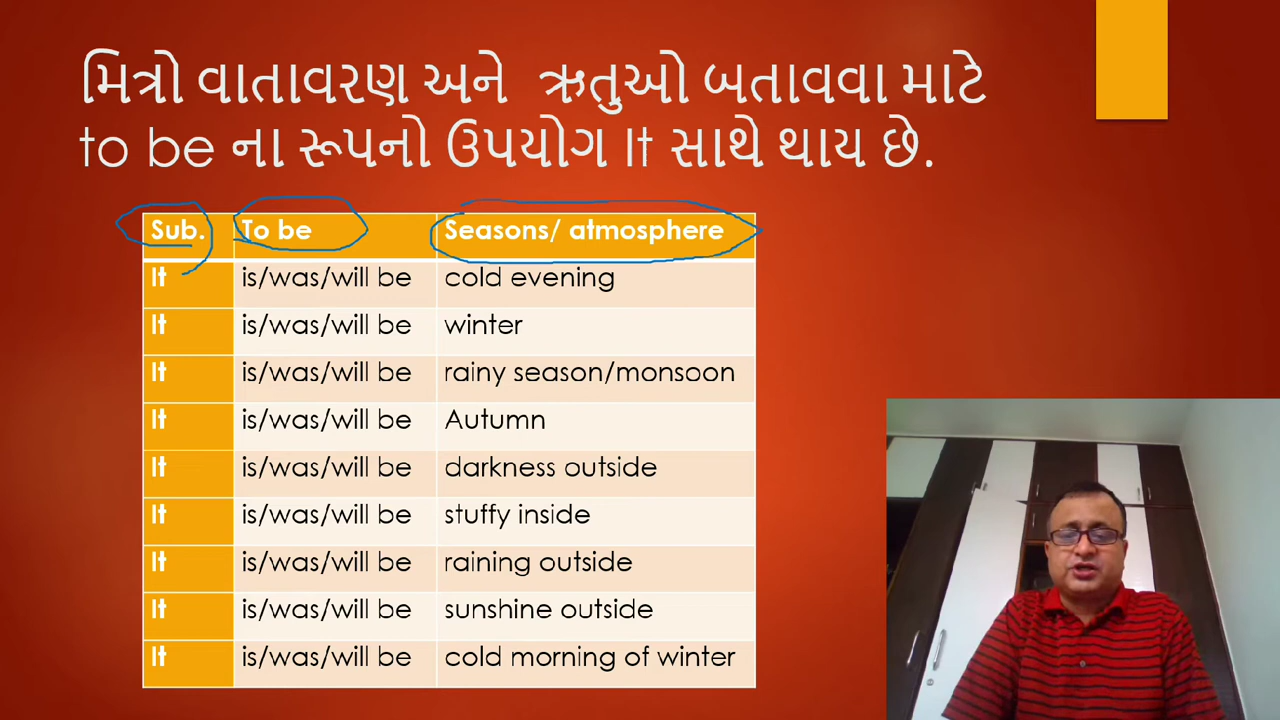 મિત્રો વાતાવરણ અને ઋતુઓ બતાવવા માટે
to be ના રૂપનો ઉપયોગ It સાથે થાય છે.
Sub. To be Seasons/ atmosphere
It is/was/will be cold evening
It is/was/will be winter
It is/was/will be rainy season/monsoon
It is/was/will be Autumn
It is/was/will be darkness outside
It is/was/will be stuffy inside
It is/was/will be raining outside
It is/was/will be sunshine outside
It is/was/will be cold morning of winter